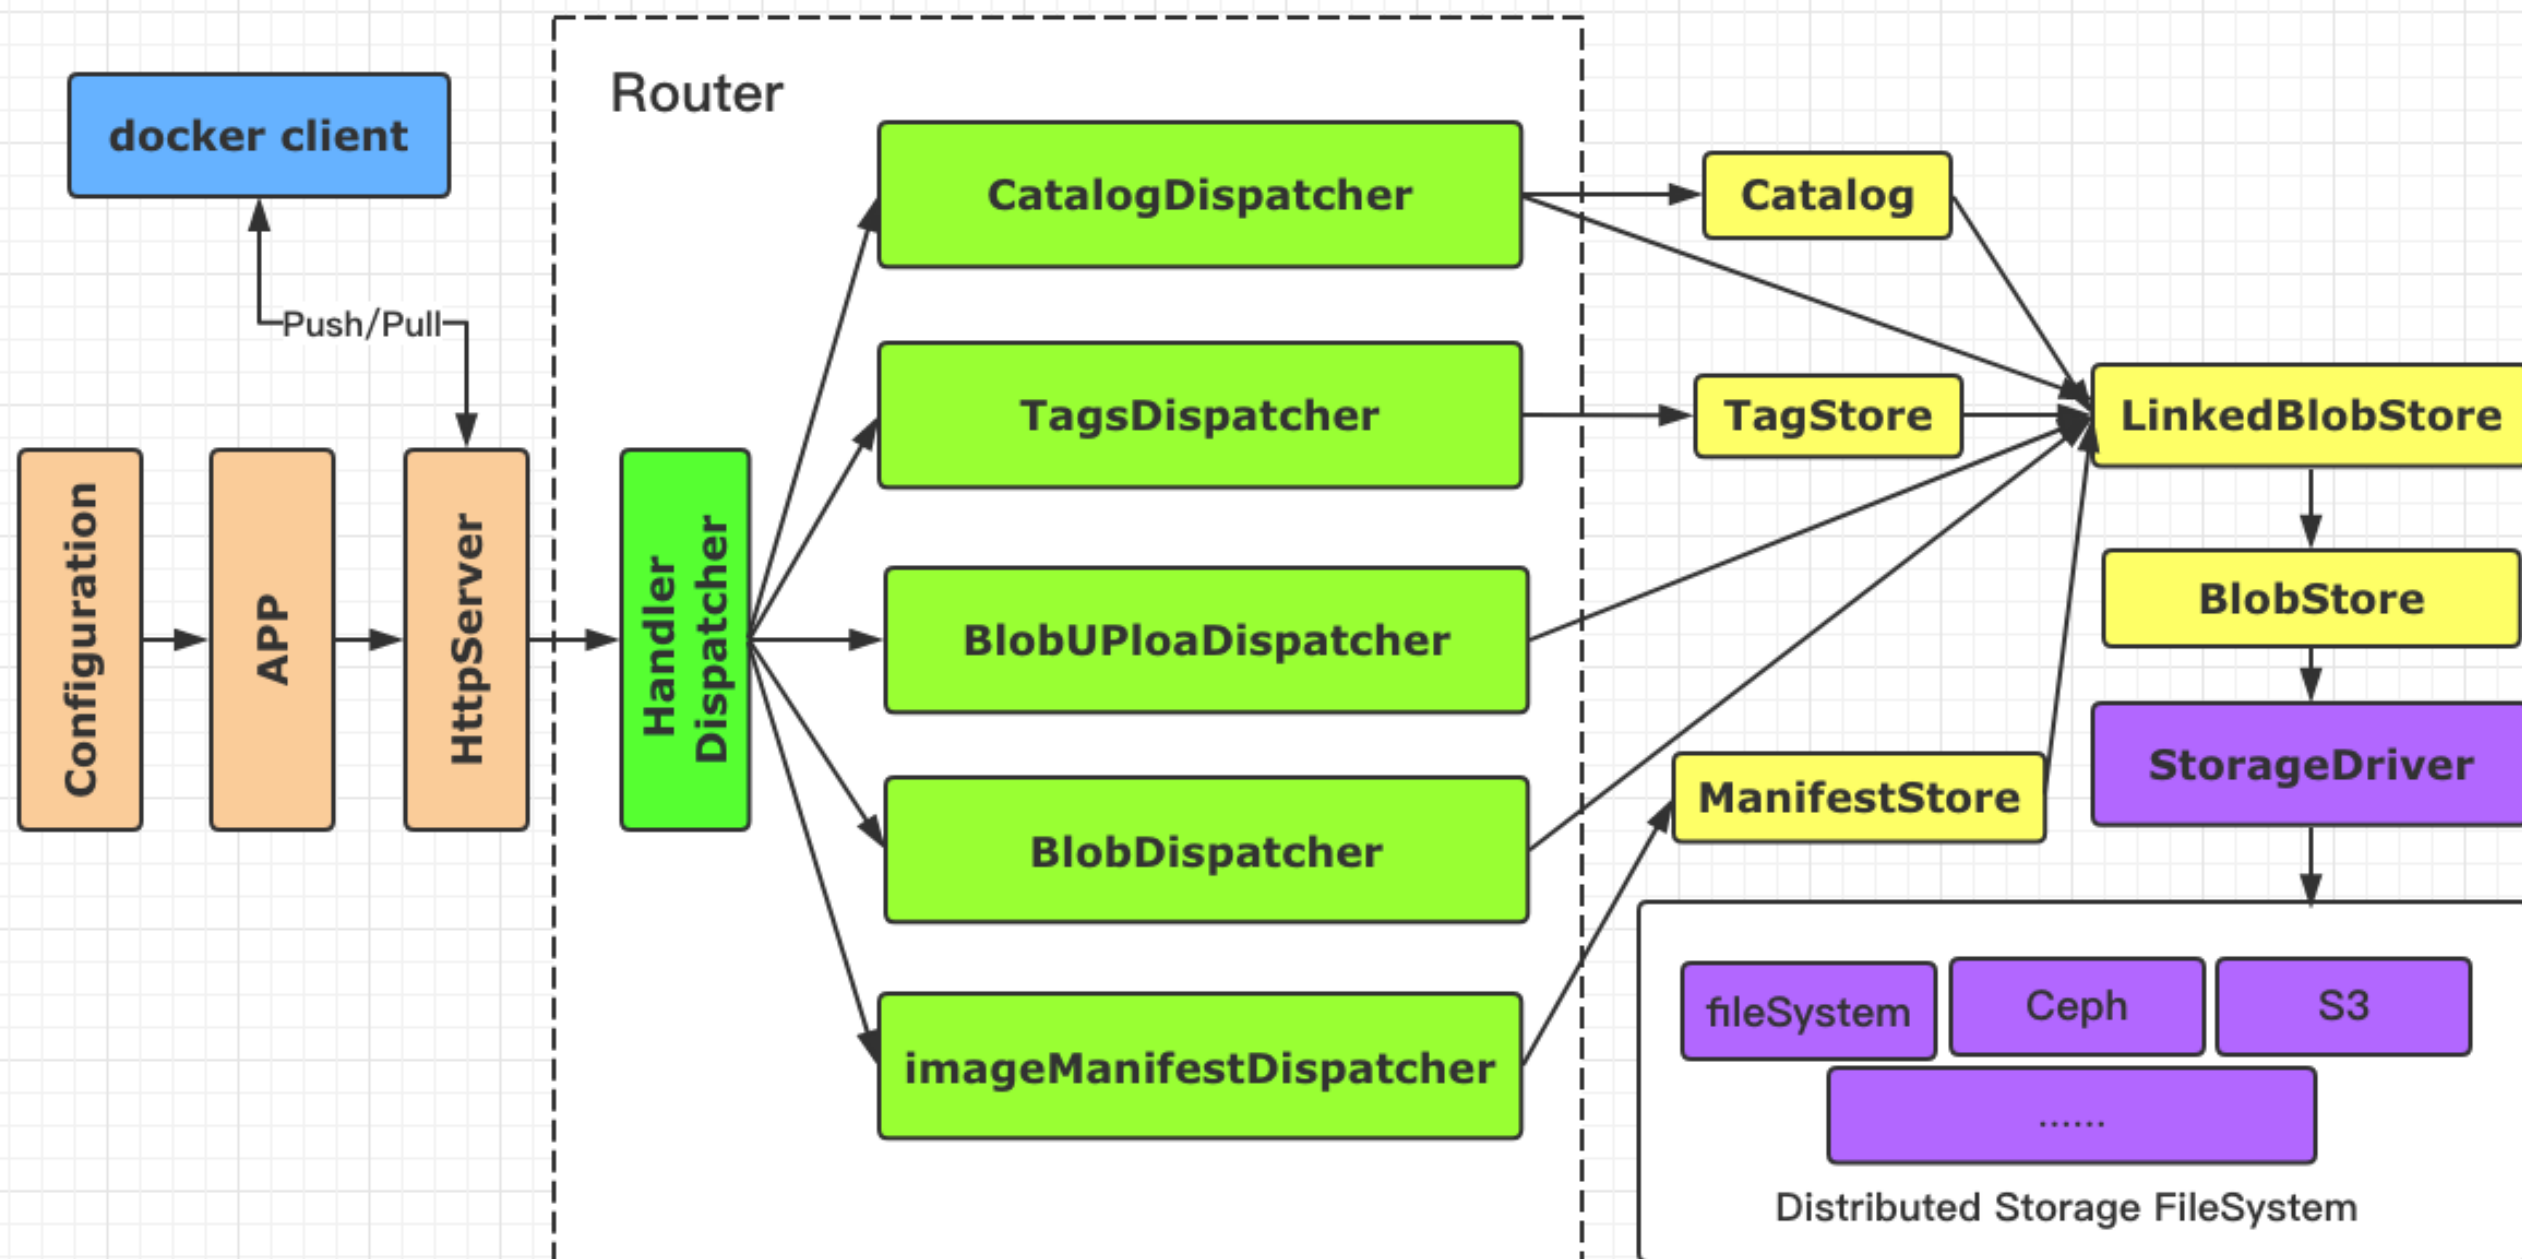 docker client
Push/Pull
Configuration
APP
HttpServer
Router
Handler
Dispatcher
CatalogDispatcher
TagsDispatcher
BlobUPloaDispatcher
BlobDispatcher
imageManifestDispatcher
Catalog
TagStore
ManifestStore
LinkedBlobStore
BlobStore
StorageDriver
fileSystem
Ceph
S3
......
Distributed Storage FileSystem